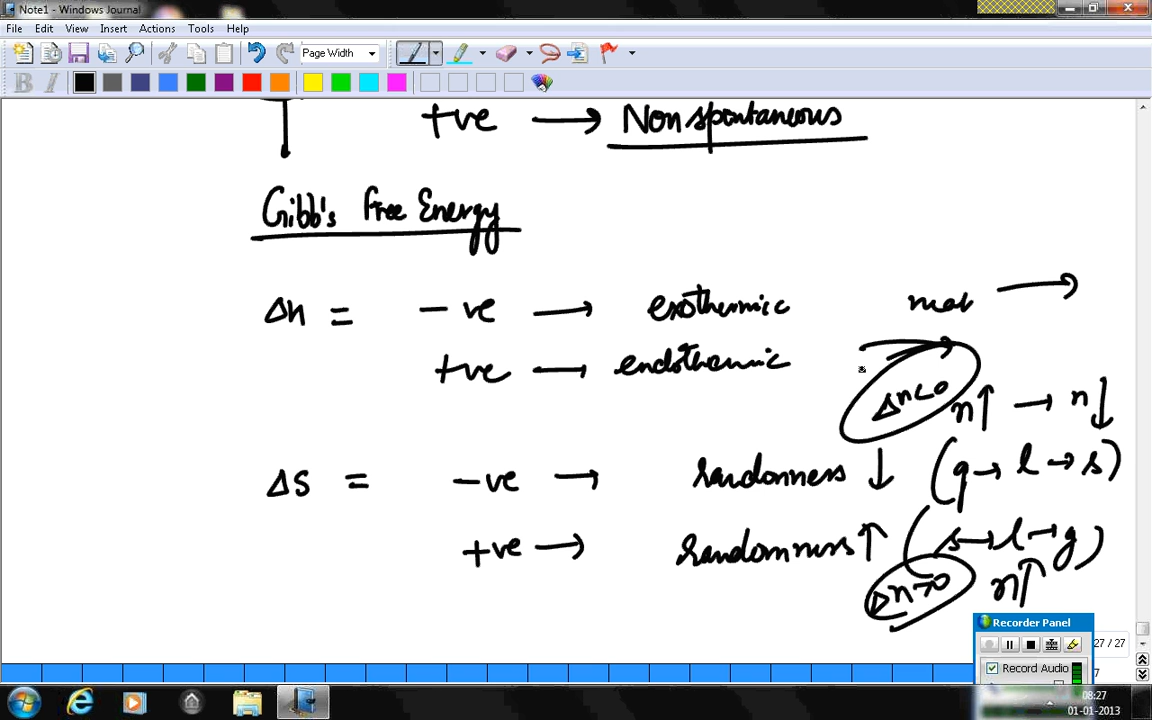 Note1 - Windows Journal
File Edit View Insert Actions Tools Help
Page Width
B I
+ve → Non spontaneous
Gibb's Free Energy
Δh = -ve → exothermic →
+ve → endothermic
Δn<0 n↑ → n↓
ΔS = -ve → randomness ↓ (g → l → s)
+ve → randomness ↑ (s → l → g)
Δn>0 n↑
Recorder Panel
27 / 27
Record Audio
08:27
01-01-2013